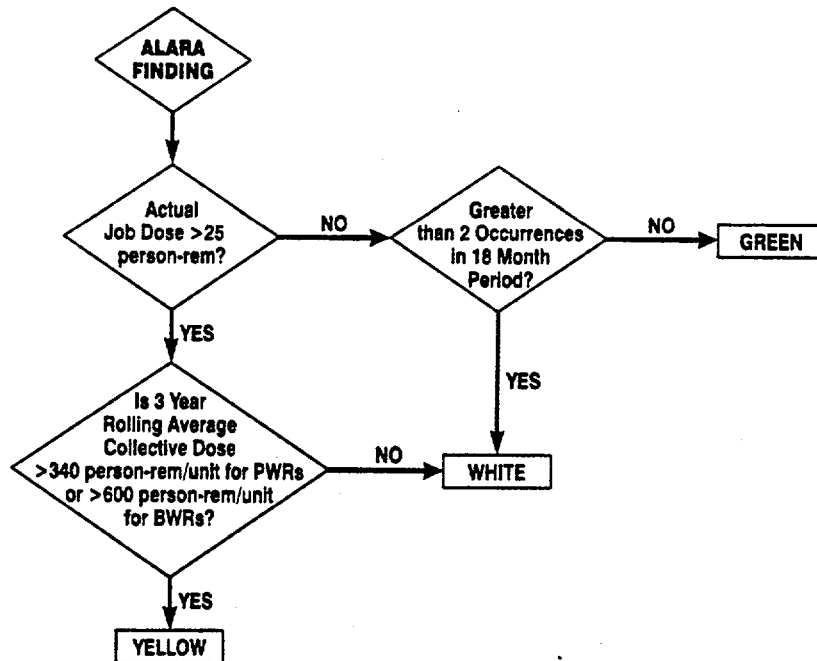 ALARA
FINDING
Actual
Job Dose >25
person-rem?
NO
Greater
than 2 Occurrences
in 18 Month
Period?
NO
GREEN
YES
YES
Is 3 Year
Rolling Average
Collective Dose
>340 person-rem/unit for PWRs
or >600 person-rem/unit
for BWRs?
NO
WHITE
YES
YELLOW